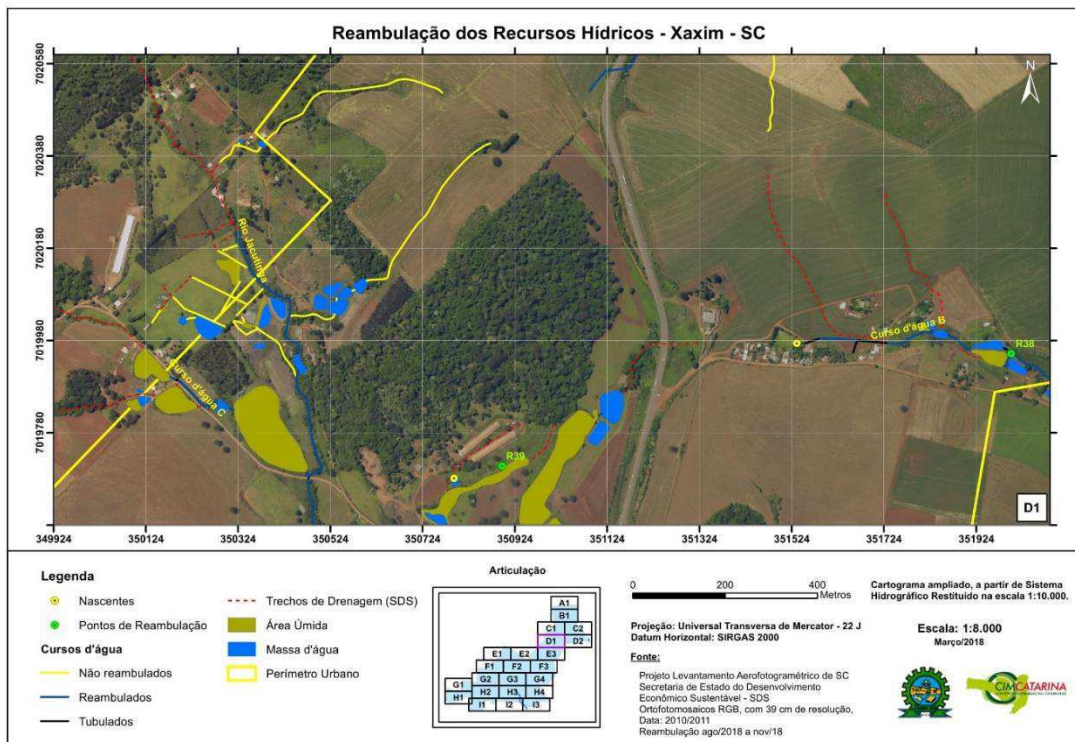 Reambulação dos Recursos Hídricos - Xaxim - SC
7020580
7020380
7020180
7019980
7019780
N
Rio Jacutinga
Curso d'água C
Curso d'água B
R38
R39
D1
349924
350124
350324
350524
350724
350924
351124
351324
351524
351724
351924
Legenda
Nascentes
Pontos de Reambulação
Cursos d'água
Não reambulados
Reambulados
Tubulados
Trechos de Drenagem (SDS)
Área Úmida
Massa d'água
Perímetro Urbano
Articulação
A1
B1
C1 C2
D1 D2
E1 E2 E3
F1 F2 F3
G1 G2 G3 G4
H1 H2 H3 H4
I1 I2 I3
0 200 400
Metros
Projeção: Universal Transversa de Mercator - 22 J
Datum Horizontal: SIRGAS 2000
Fonte:
Projeto Levantamento Aerofotogramétrico de SC
Secretaria de Estado do Desenvolvimento
Econômico Sustentável - SDS
Ortofotomosaicos RGB, com 39 cm de resolução,
Data: 2010/2011
Reambulação ago/2018 a nov/18
Cartograma ampliado, a partir de Sistema
Hidrográfico Restituído na escala 1:10.000.
Escala: 1:8.000
Março/2018
CIMCATARINA